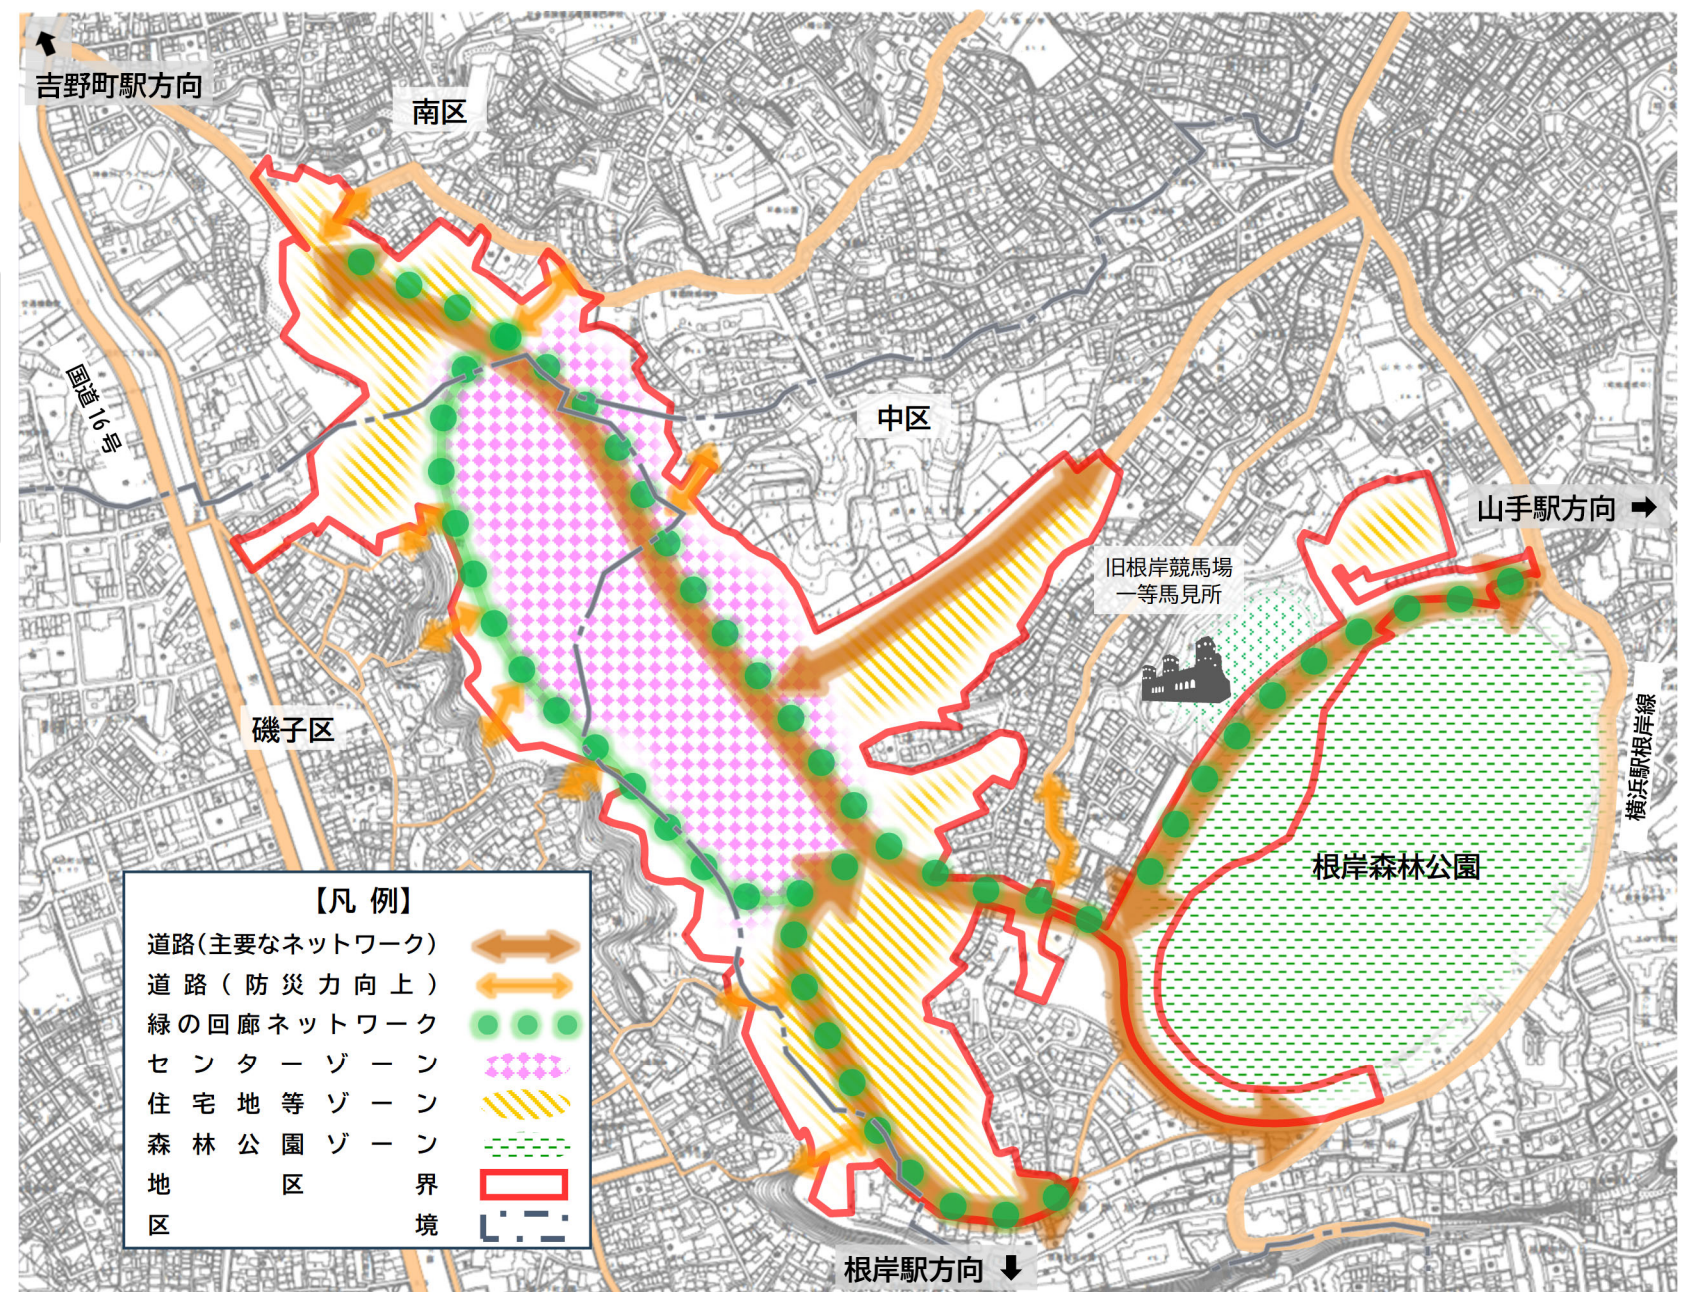 吉野町駅方向
南区
国道16号
中区
山手駅方向
旧根岸競馬場
一等馬見所
磯子区
横浜駅根岸線
根岸森林公園
【凡例】
道路(主要なネットワーク)
道路(防災力向上)
緑の回廊ネットワーク
センターゾーン
住宅地等ゾーン
森林公園ゾーン
地区界
区境
根岸駅方向